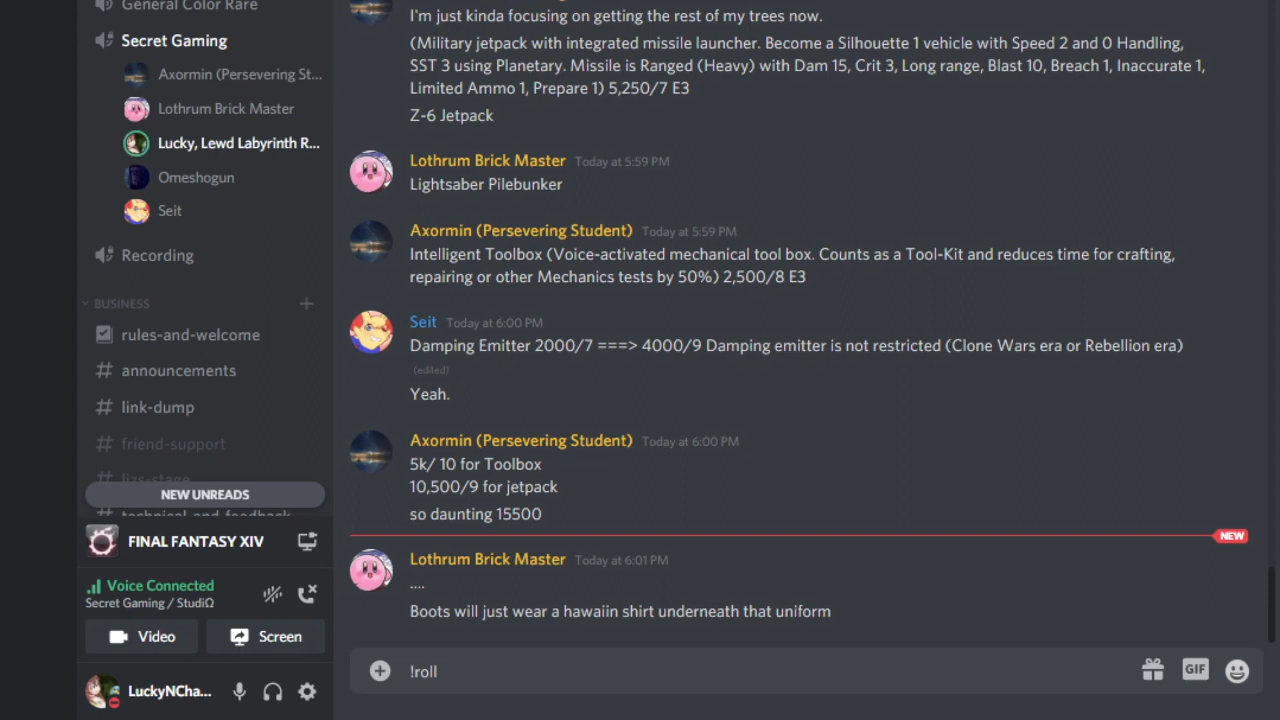 General Color Rare
Secret Gaming
Axormin (Persevering St...
Lothrum Brick Master
Lucky, Lewd Labyrinth R...
Omeshogun
Seit
Recording
BUSINESS
rules-and-welcome
announcements
link-dump
friend-support
lizs-stage
NEW UNREADS
technical-and-feedback
FINAL FANTASY XIV
Voice Connected
Secret Gaming / StudiΩ
Video
Screen
LuckyNCha...
I'm just kinda focusing on getting the rest of my trees now.
(Military jetpack with integrated missile launcher. Become a Silhouette 1 vehicle with Speed 2 and 0 Handling,
SST 3 using Planetary. Missile is Ranged (Heavy) with Dam 15, Crit 3, Long range, Blast 10, Breach 1, Inaccurate 1,
Limited Ammo 1, Prepare 1) 5,250/7 E3
Z-6 Jetpack
Lothrum Brick Master Today at 5:59 PM
Lightsaber Pilebunker
Axormin (Persevering Student) Today at 5:59 PM
Intelligent Toolbox (Voice-activated mechanical tool box. Counts as a Tool-Kit and reduces time for crafting,
repairing or other Mechanics tests by 50%) 2,500/8 E3
Seit Today at 6:00 PM
Damping Emitter 2000/7 ===> 4000/9 Damping emitter is not restricted (Clone Wars era or Rebellion era)
(edited)
Yeah.
Axormin (Persevering Student) Today at 6:00 PM
5k/ 10 for Toolbox
10,500/9 for jetpack
so daunting 15500
NEW
Lothrum Brick Master Today at 6:01 PM
....
Boots will just wear a hawaiin shirt underneath that uniform
!roll
GIF